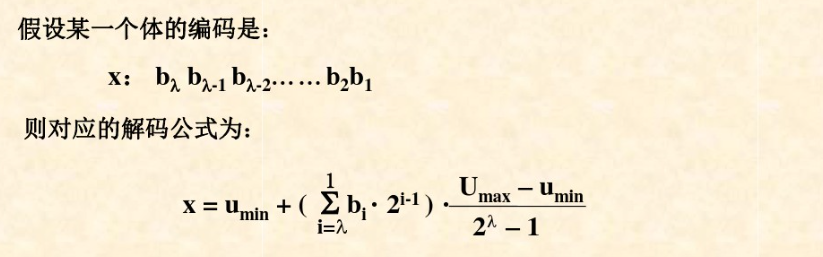 假设某一个体的编码是：
x： bλ bλ-1 bλ-2……b2b1
则对应的解码公式为：
x = umin + ( Σ_{i=λ}^{1} bi · 2^{i-1} ) · (Umax − umin) / (2^λ − 1)